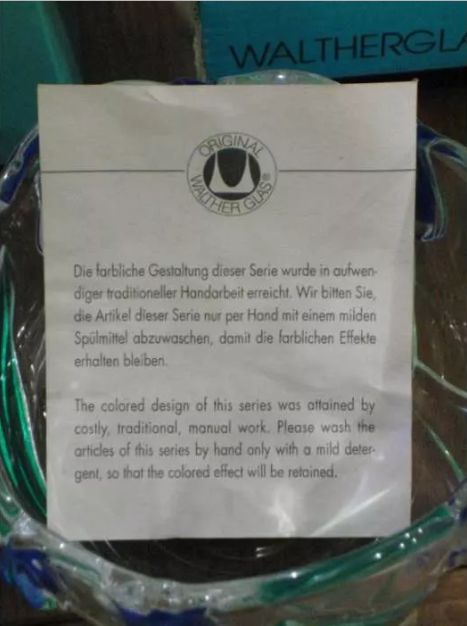 WALTHERGLA
ORIGINAL
WALTHER GLAS®
Die farbliche Gestaltung dieser Serie wurde in aufwen-
diger traditioneller Handarbeit erreicht. Wir bitten Sie,
die Artikel dieser Serie nur per Hand mit einem milden
Spülmittel abzuwaschen, damit die farblichen Effekte
erhalten bleiben.
The colored design of this series was attained by
costly, traditional, manual work. Please wash the
articles of this series by hand only with a mild deter-
gent, so that the colored effect will be retained.